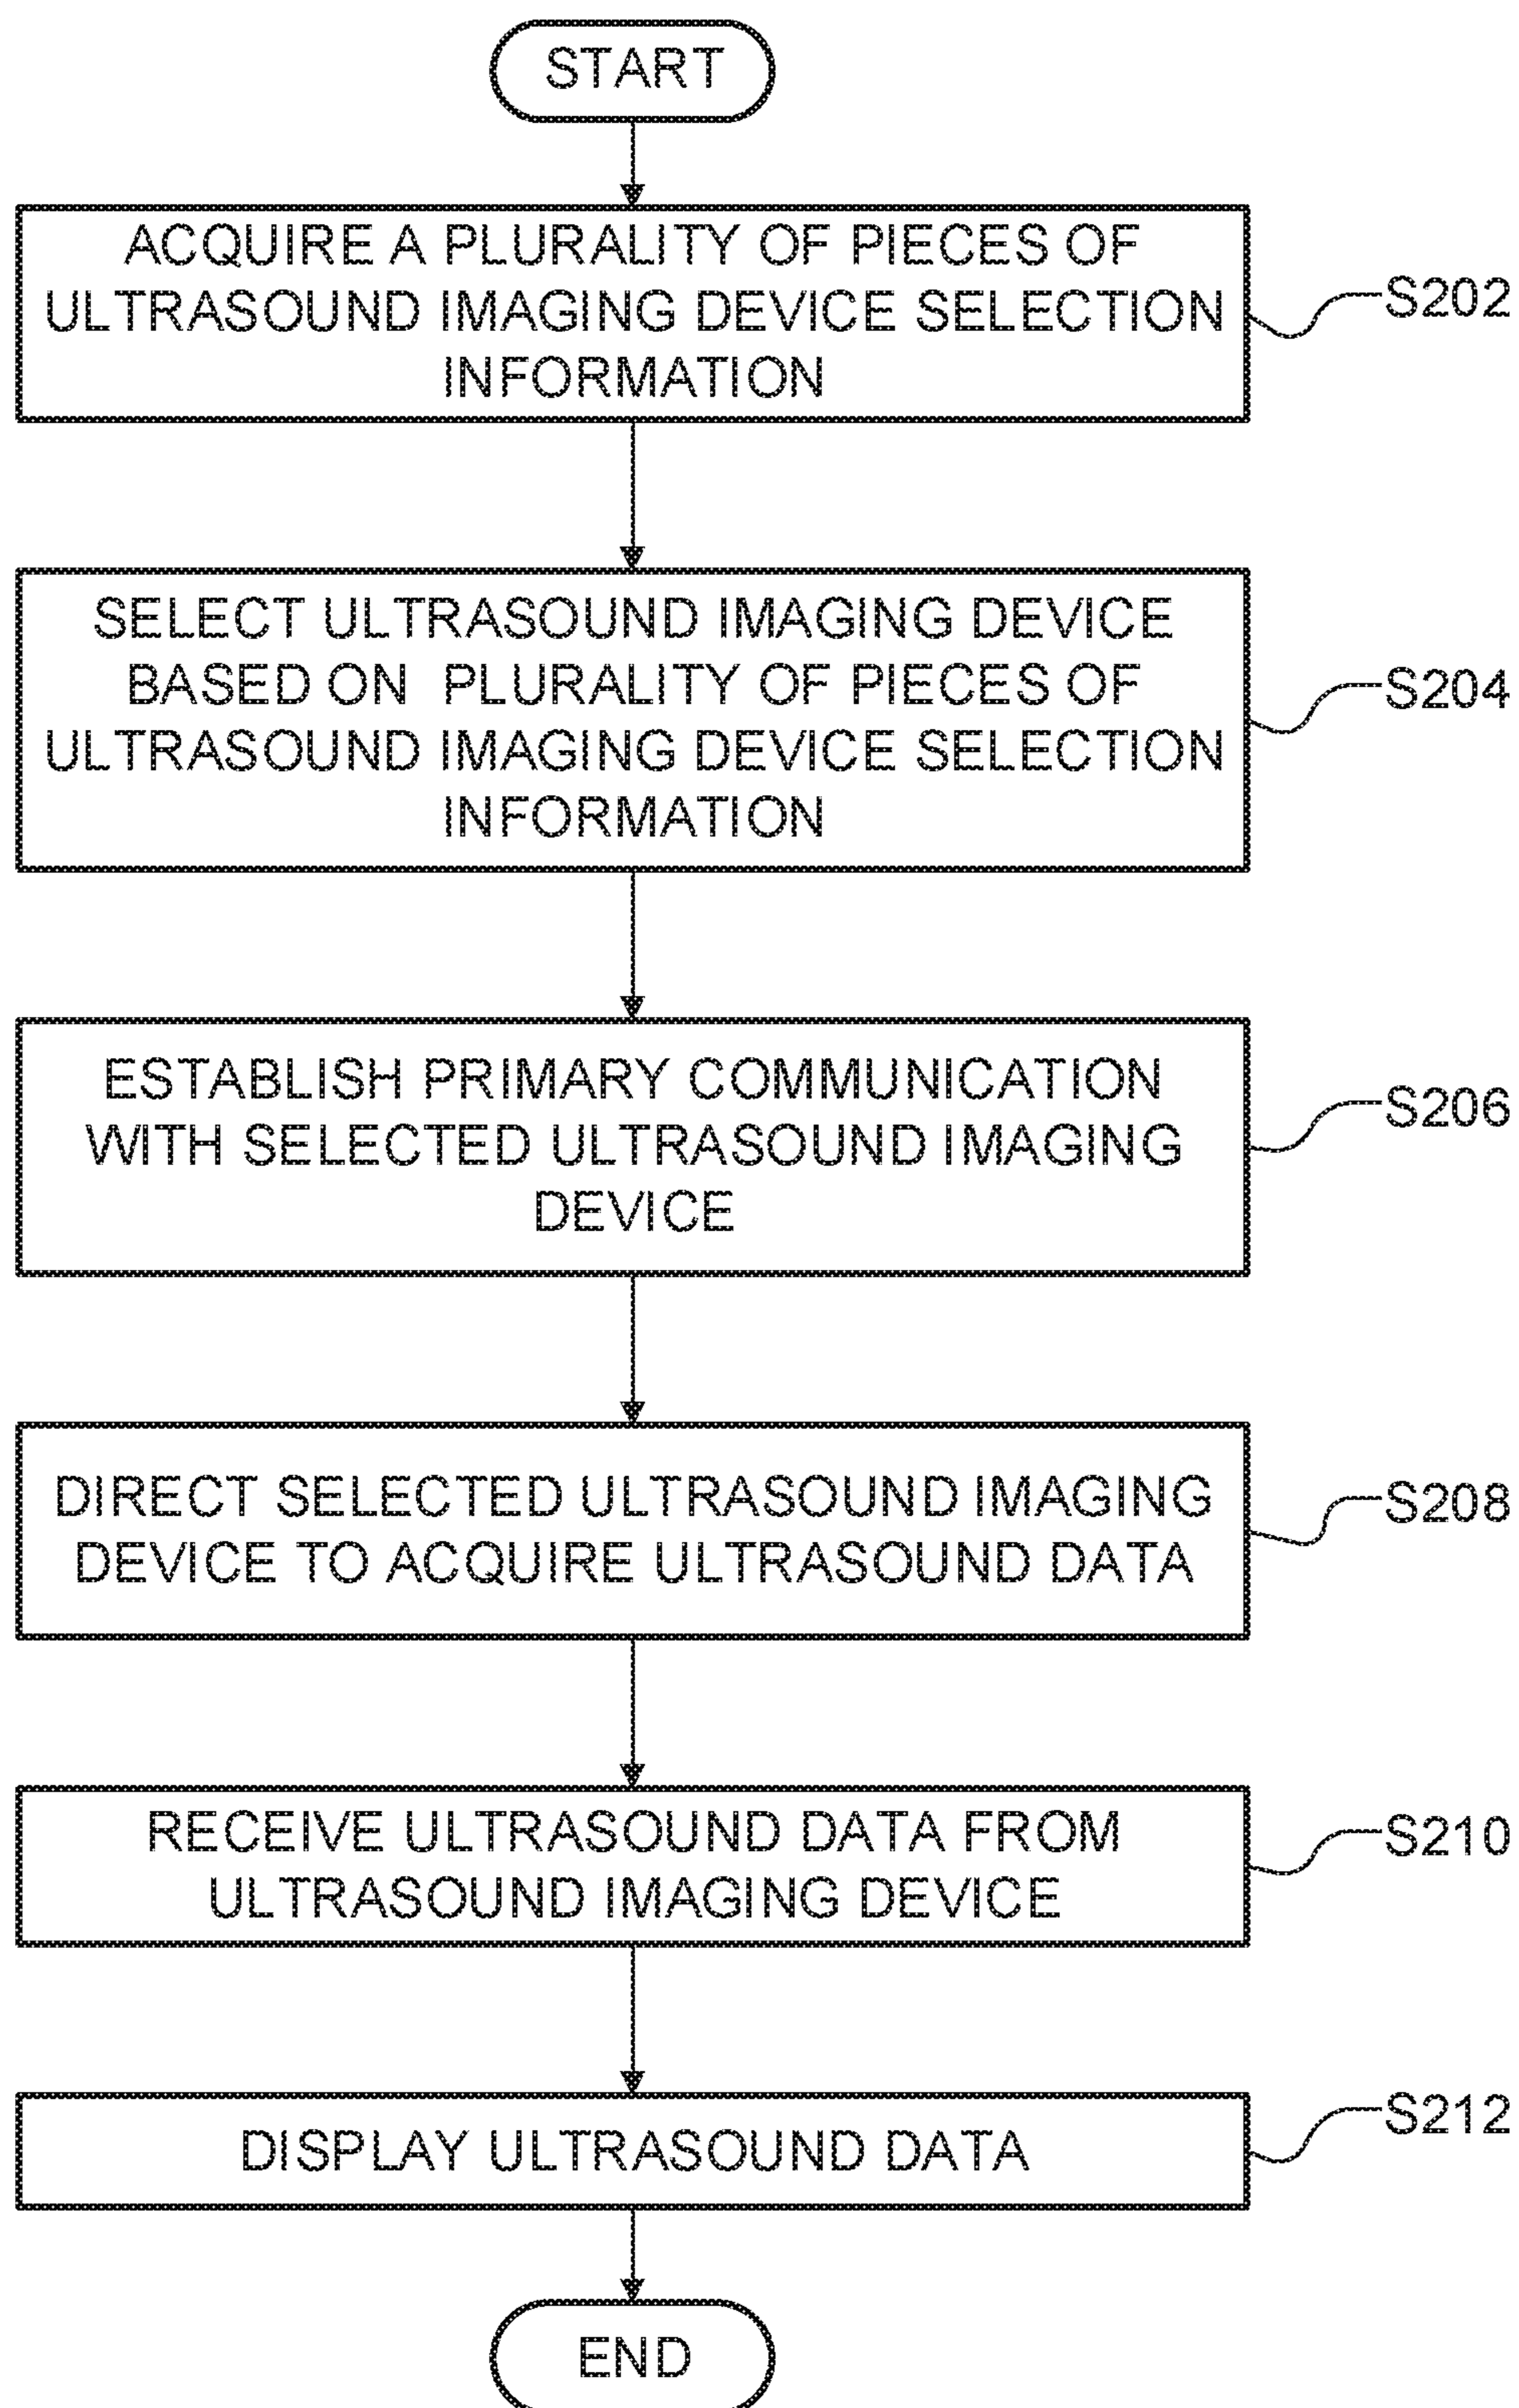 START
ACQUIRE A PLURALITY OF PIECES OF
ULTRASOUND IMAGING DEVICE SELECTION
INFORMATION
S202
SELECT ULTRASOUND IMAGING DEVICE
BASED ON PLURALITY OF PIECES OF
ULTRASOUND IMAGING DEVICE SELECTION
INFORMATION
S204
ESTABLISH PRIMARY COMMUNICATION
WITH SELECTED ULTRASOUND IMAGING
DEVICE
S206
DIRECT SELECTED ULTRASOUND IMAGING
DEVICE TO ACQUIRE ULTRASOUND DATA
S208
RECEIVE ULTRASOUND DATA FROM
ULTRASOUND IMAGING DEVICE
S210
DISPLAY ULTRASOUND DATA
S212
END